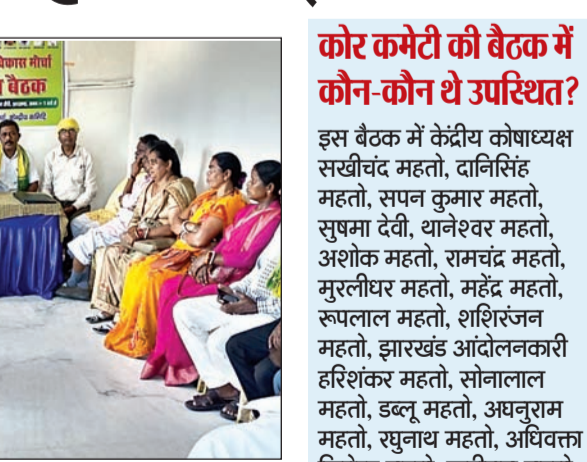 विकास मोर्चा
बैठक
केन्द्रीय समिति
कोर कमेटी की बैठक में
कौन-कौन थे उपस्थित?
इस बैठक में केंद्रीय कोषाध्यक्ष
सखीचंद महतो, दानिसिंह
महतो, सपन कुमार महतो,
सुषमा देवी, थानेश्वर महतो,
अशोक महतो, रामचंद्र महतो,
मुरलीधर महतो, महेंद्र महतो,
रूपलाल महतो, शशिरंजन
महतो, झारखंड आंदोलनकारी
हरिशंकर महतो, सोनालाल
महतो, डब्लू महतो, अघनुराम
महतो, रघुनाथ महतो, अधिवक्ता